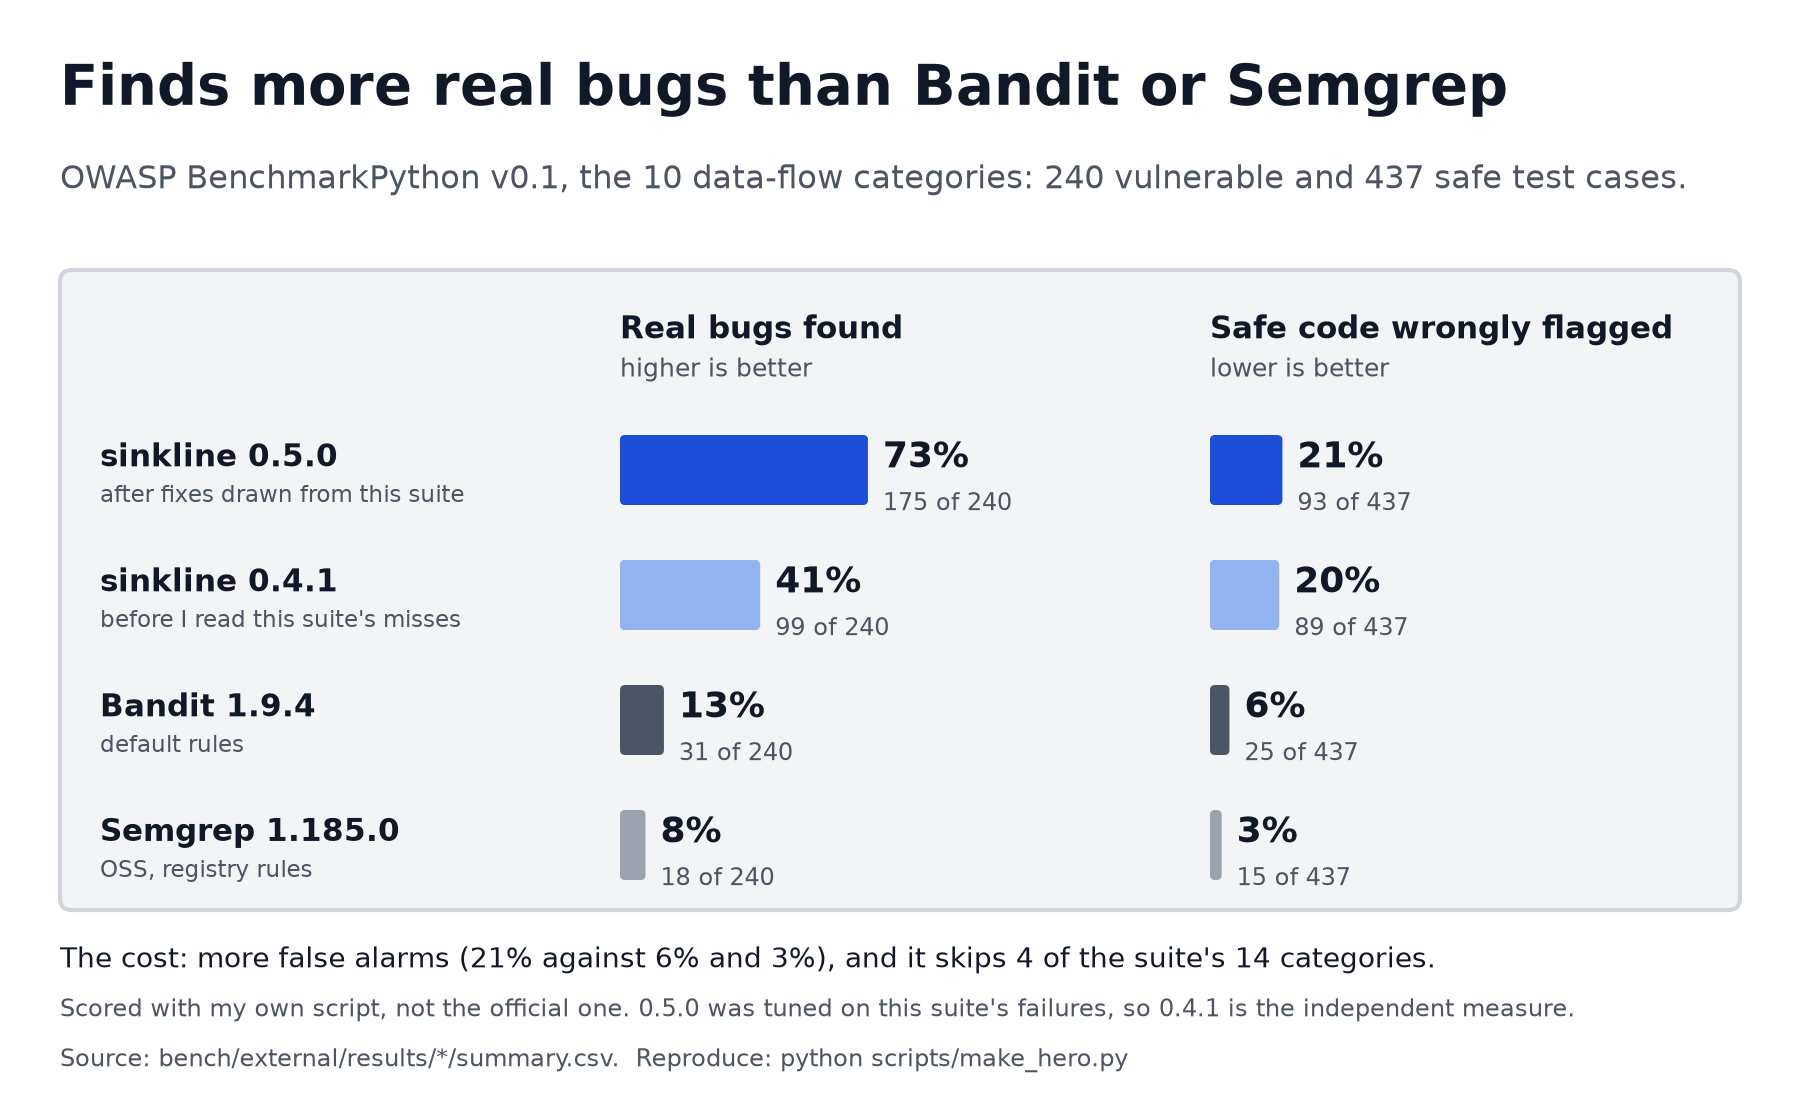 Finds more real bugs than Bandit or Semgrep
OWASP BenchmarkPython v0.1, the 10 data-flow categories: 240 vulnerable and 437 safe test cases.
Real bugs found
higher is better
Safe code wrongly flagged
lower is better
sinkline 0.5.0
after fixes drawn from this suite
73%
175 of 240
21%
93 of 437
sinkline 0.4.1
before I read this suite's misses
41%
99 of 240
20%
89 of 437
Bandit 1.9.4
default rules
13%
31 of 240
6%
25 of 437
Semgrep 1.185.0
OSS, registry rules
8%
18 of 240
3%
15 of 437
The cost: more false alarms (21% against 6% and 3%), and it skips 4 of the suite's 14 categories.
Scored with my own script, not the official one. 0.5.0 was tuned on this suite's failures, so 0.4.1 is the independent measure.
Source: bench/external/results/*/summary.csv.  Reproduce: python scripts/make_hero.py